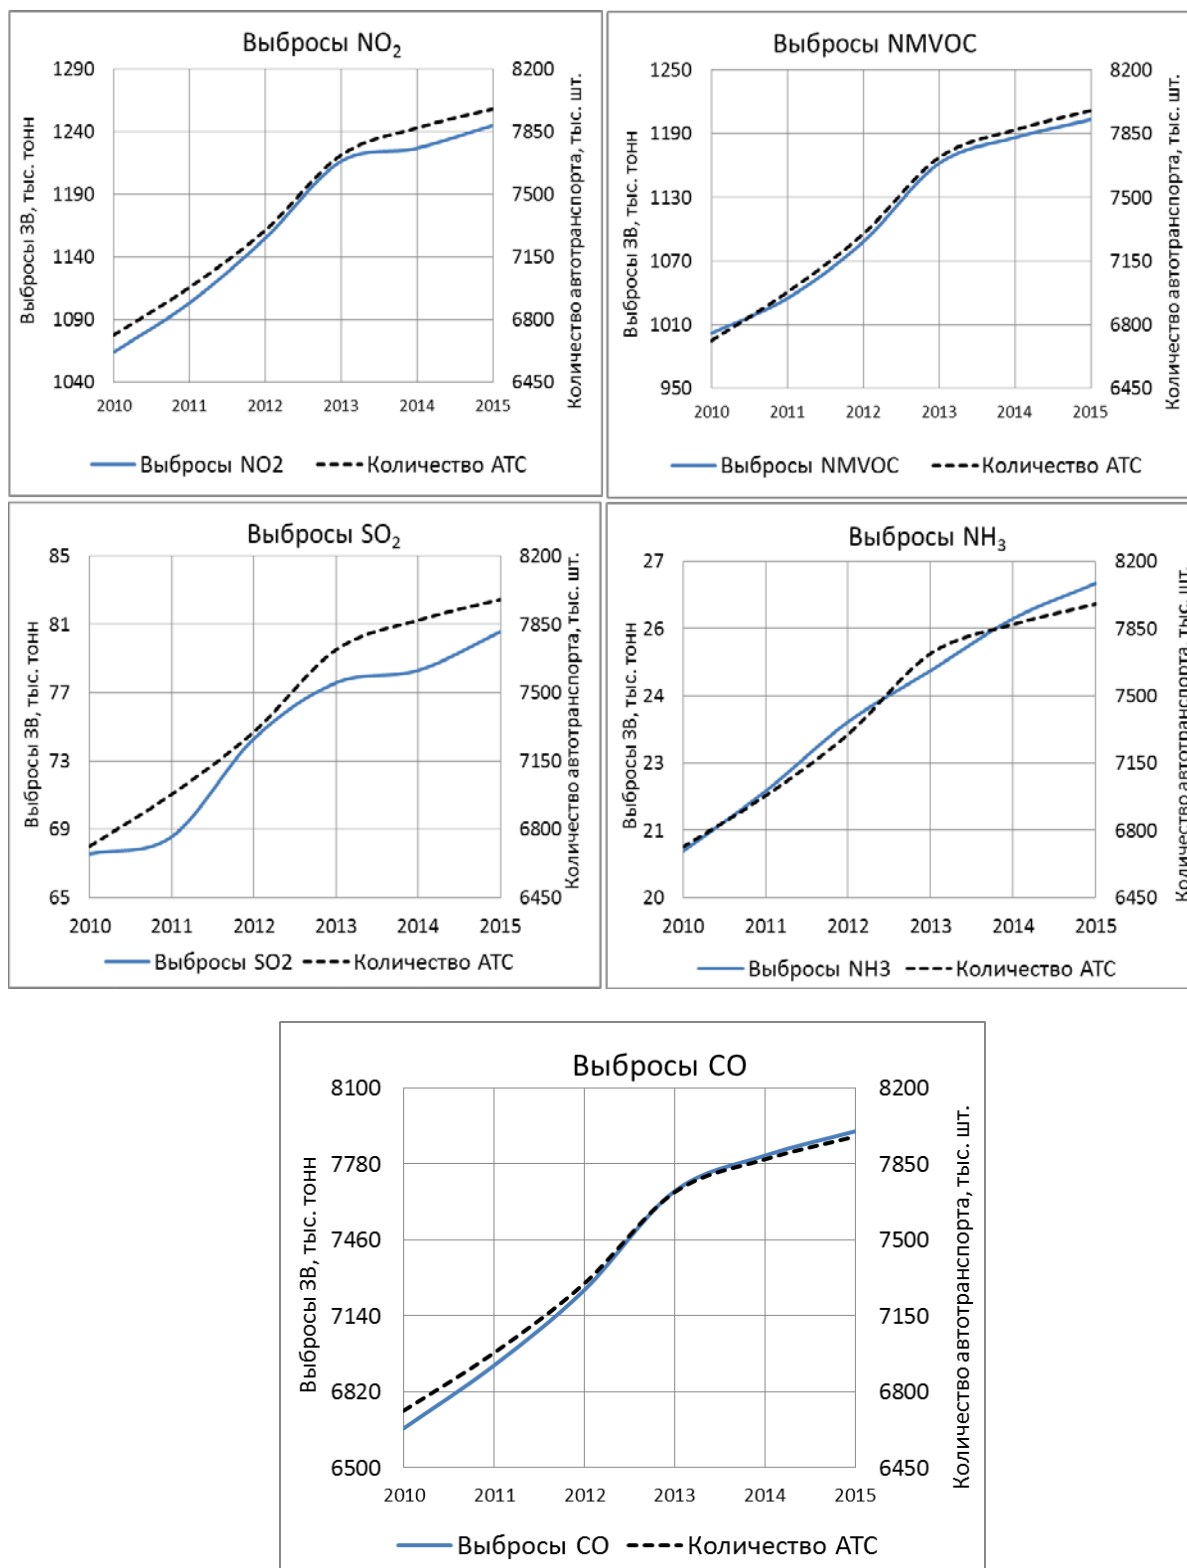 Выбросы NO₂
Выбросы ЗВ, тыс. тонн
1290
1240
1190
1140
1090
1040
8200
7850
7500
7150
6800
6450
Количество автотранспорта, тыс. шт.
2010 2011 2012 2013 2014 2015
Выбросы NO2 Количество АТС
Выбросы NMVOC
Выбросы ЗВ, тыс. тонн
1250
1190
1130
1070
1010
950
8200
7850
7500
7150
6800
6450
Количество автотранспорта, тыс. шт.
2010 2011 2012 2013 2014 2015
Выбросы NMVOC Количество АТС
Выбросы SO₂
Выбросы ЗВ, тыс. тонн
85
81
77
73
69
65
8200
7850
7500
7150
6800
6450
Количество автотранспорта, тыс. шт.
2010 2011 2012 2013 2014 2015
Выбросы SO2 Количество АТС
Выбросы NH₃
Выбросы ЗВ, тыс. тонн
27
26
24
23
21
20
8200
7850
7500
7150
6800
6450
Количество автотранспорта, тыс. шт.
2010 2011 2012 2013 2014 2015
Выбросы NH3 Количество АТС
Выбросы CO
Выбросы ЗВ, тыс. тонн
8100
7780
7460
7140
6820
6500
8200
7850
7500
7150
6800
6450
Количество автотранспорта, тыс. шт.
2010 2011 2012 2013 2014 2015
Выбросы CO Количество АТС